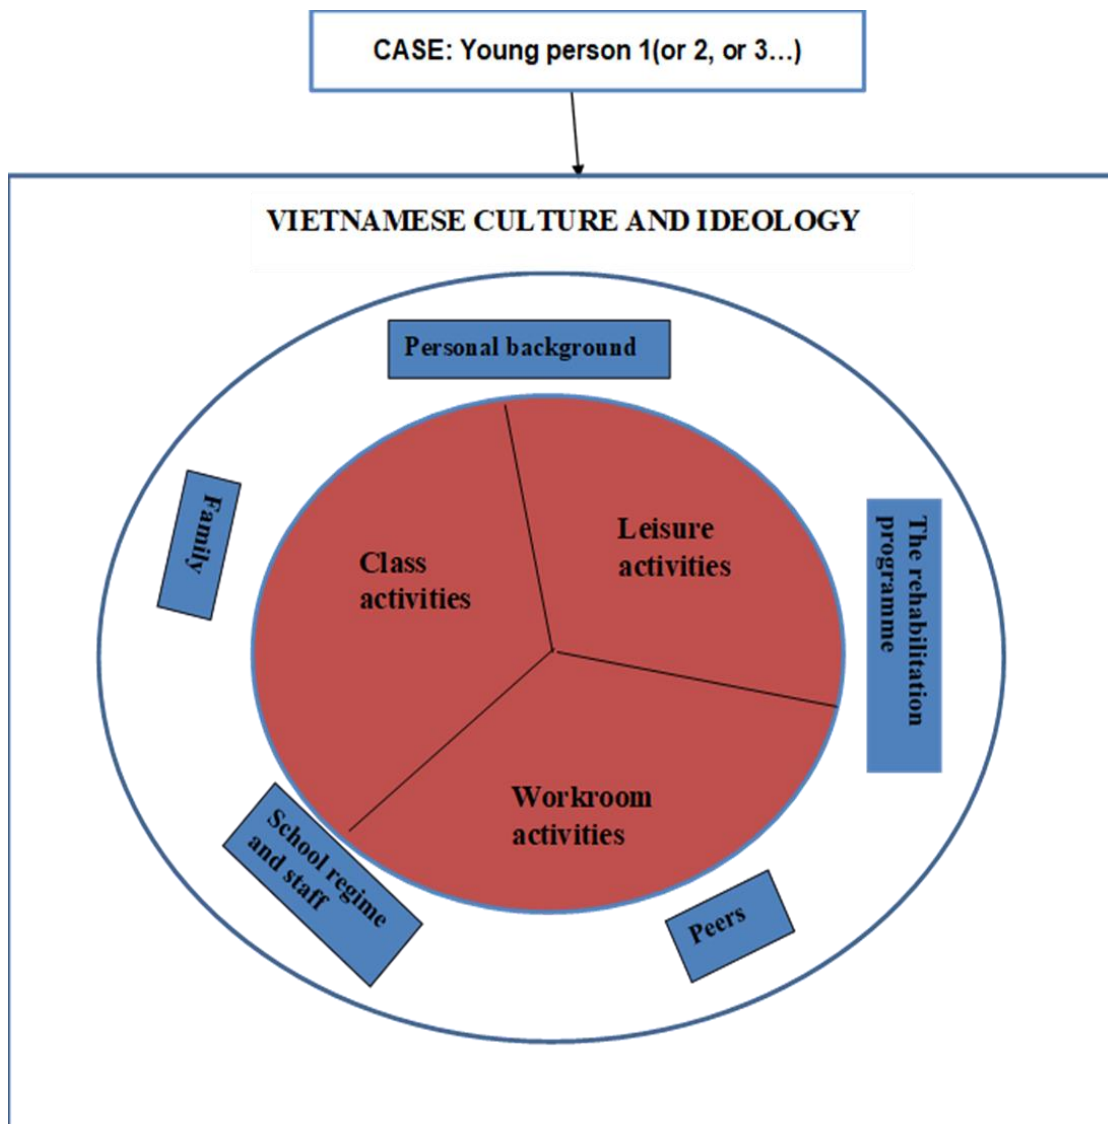 CASE: Young person 1(or 2, or 3...)
VIETNAMESE CULTURE AND IDEOLOGY
Personal background
Family
Class
activities
Leisure
activities
The rehabilitation
programme
Workroom
activities
School regime
and staff
Peers